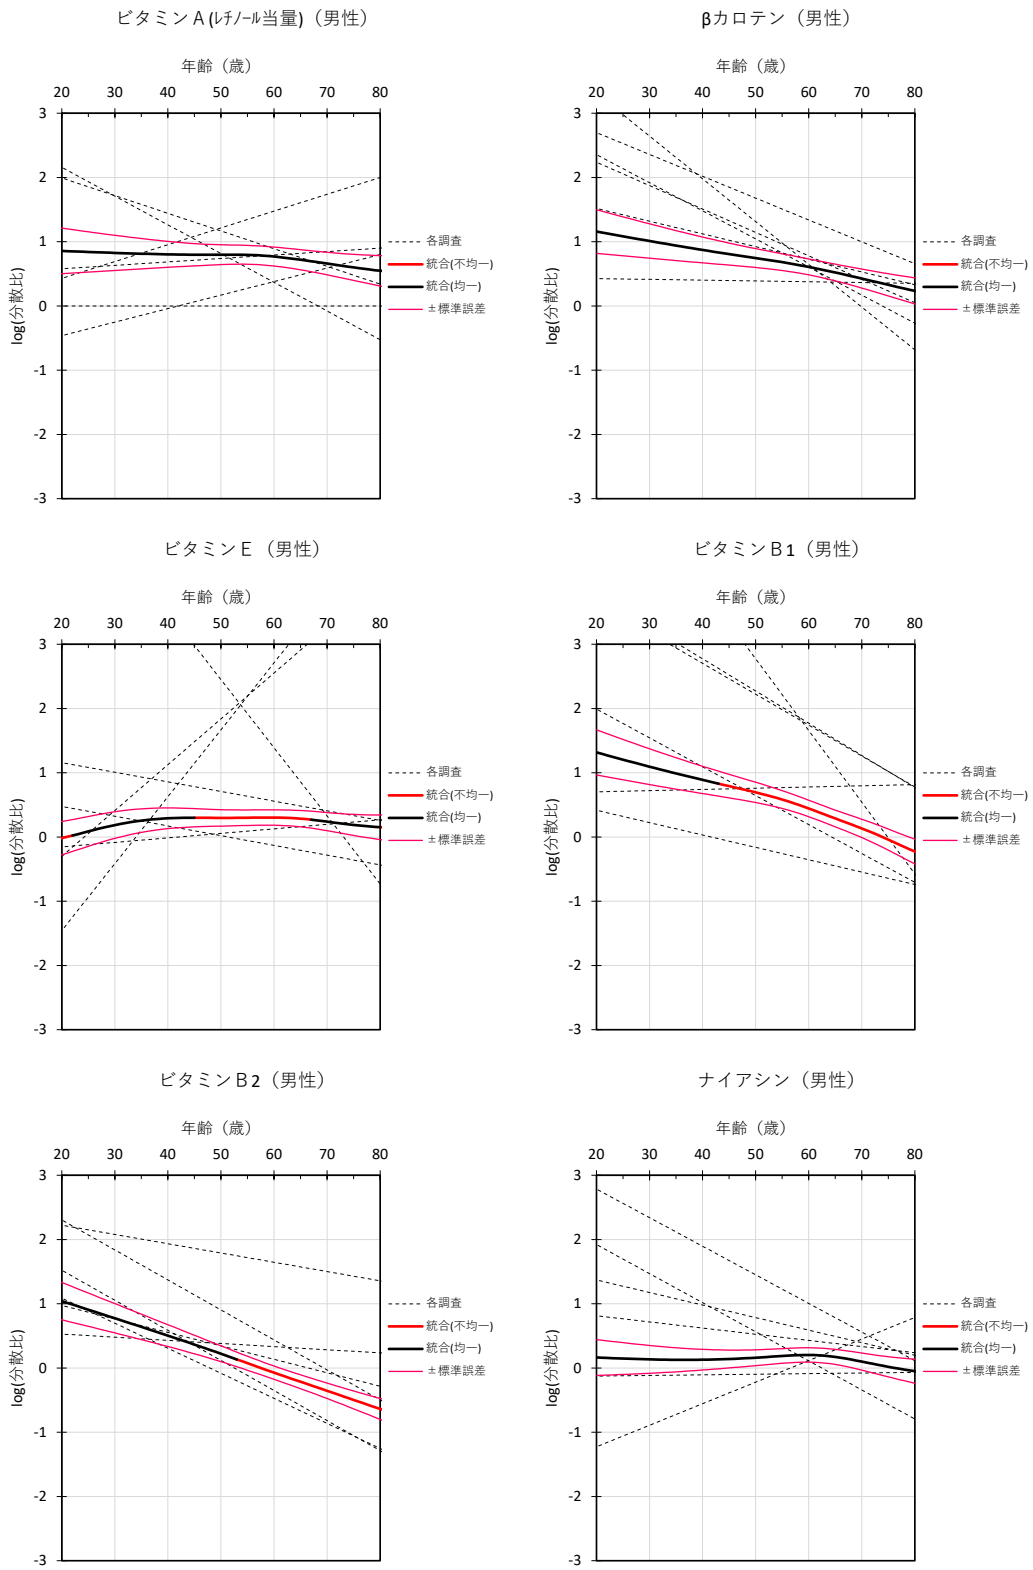 ビタミンA(ﾚﾁﾉｰﾙ当量)（男性）
年齢（歳）
20 30 40 50 60 70 80
3
2
1
0
-1
-2
-3
log(分散比)
各調査
統合(不均一)
統合(均一)
±標準誤差
βカロテン（男性）
年齢（歳）
20 30 40 50 60 70 80
3
2
1
0
-1
-2
-3
log(分散比)
各調査
統合(不均一)
統合(均一)
±標準誤差
ビタミンE（男性）
年齢（歳）
20 30 40 50 60 70 80
3
2
1
0
-1
-2
-3
log(分散比)
各調査
統合(不均一)
統合(均一)
±標準誤差
ビタミンB1（男性）
年齢（歳）
20 30 40 50 60 70 80
3
2
1
0
-1
-2
-3
log(分散比)
各調査
統合(不均一)
統合(均一)
±標準誤差
ビタミンB2（男性）
年齢（歳）
20 30 40 50 60 70 80
3
2
1
0
-1
-2
-3
log(分散比)
各調査
統合(不均一)
統合(均一)
±標準誤差
ナイアシン（男性）
年齢（歳）
20 30 40 50 60 70 80
3
2
1
0
-1
-2
-3
log(分散比)
各調査
統合(不均一)
統合(均一)
±標準誤差